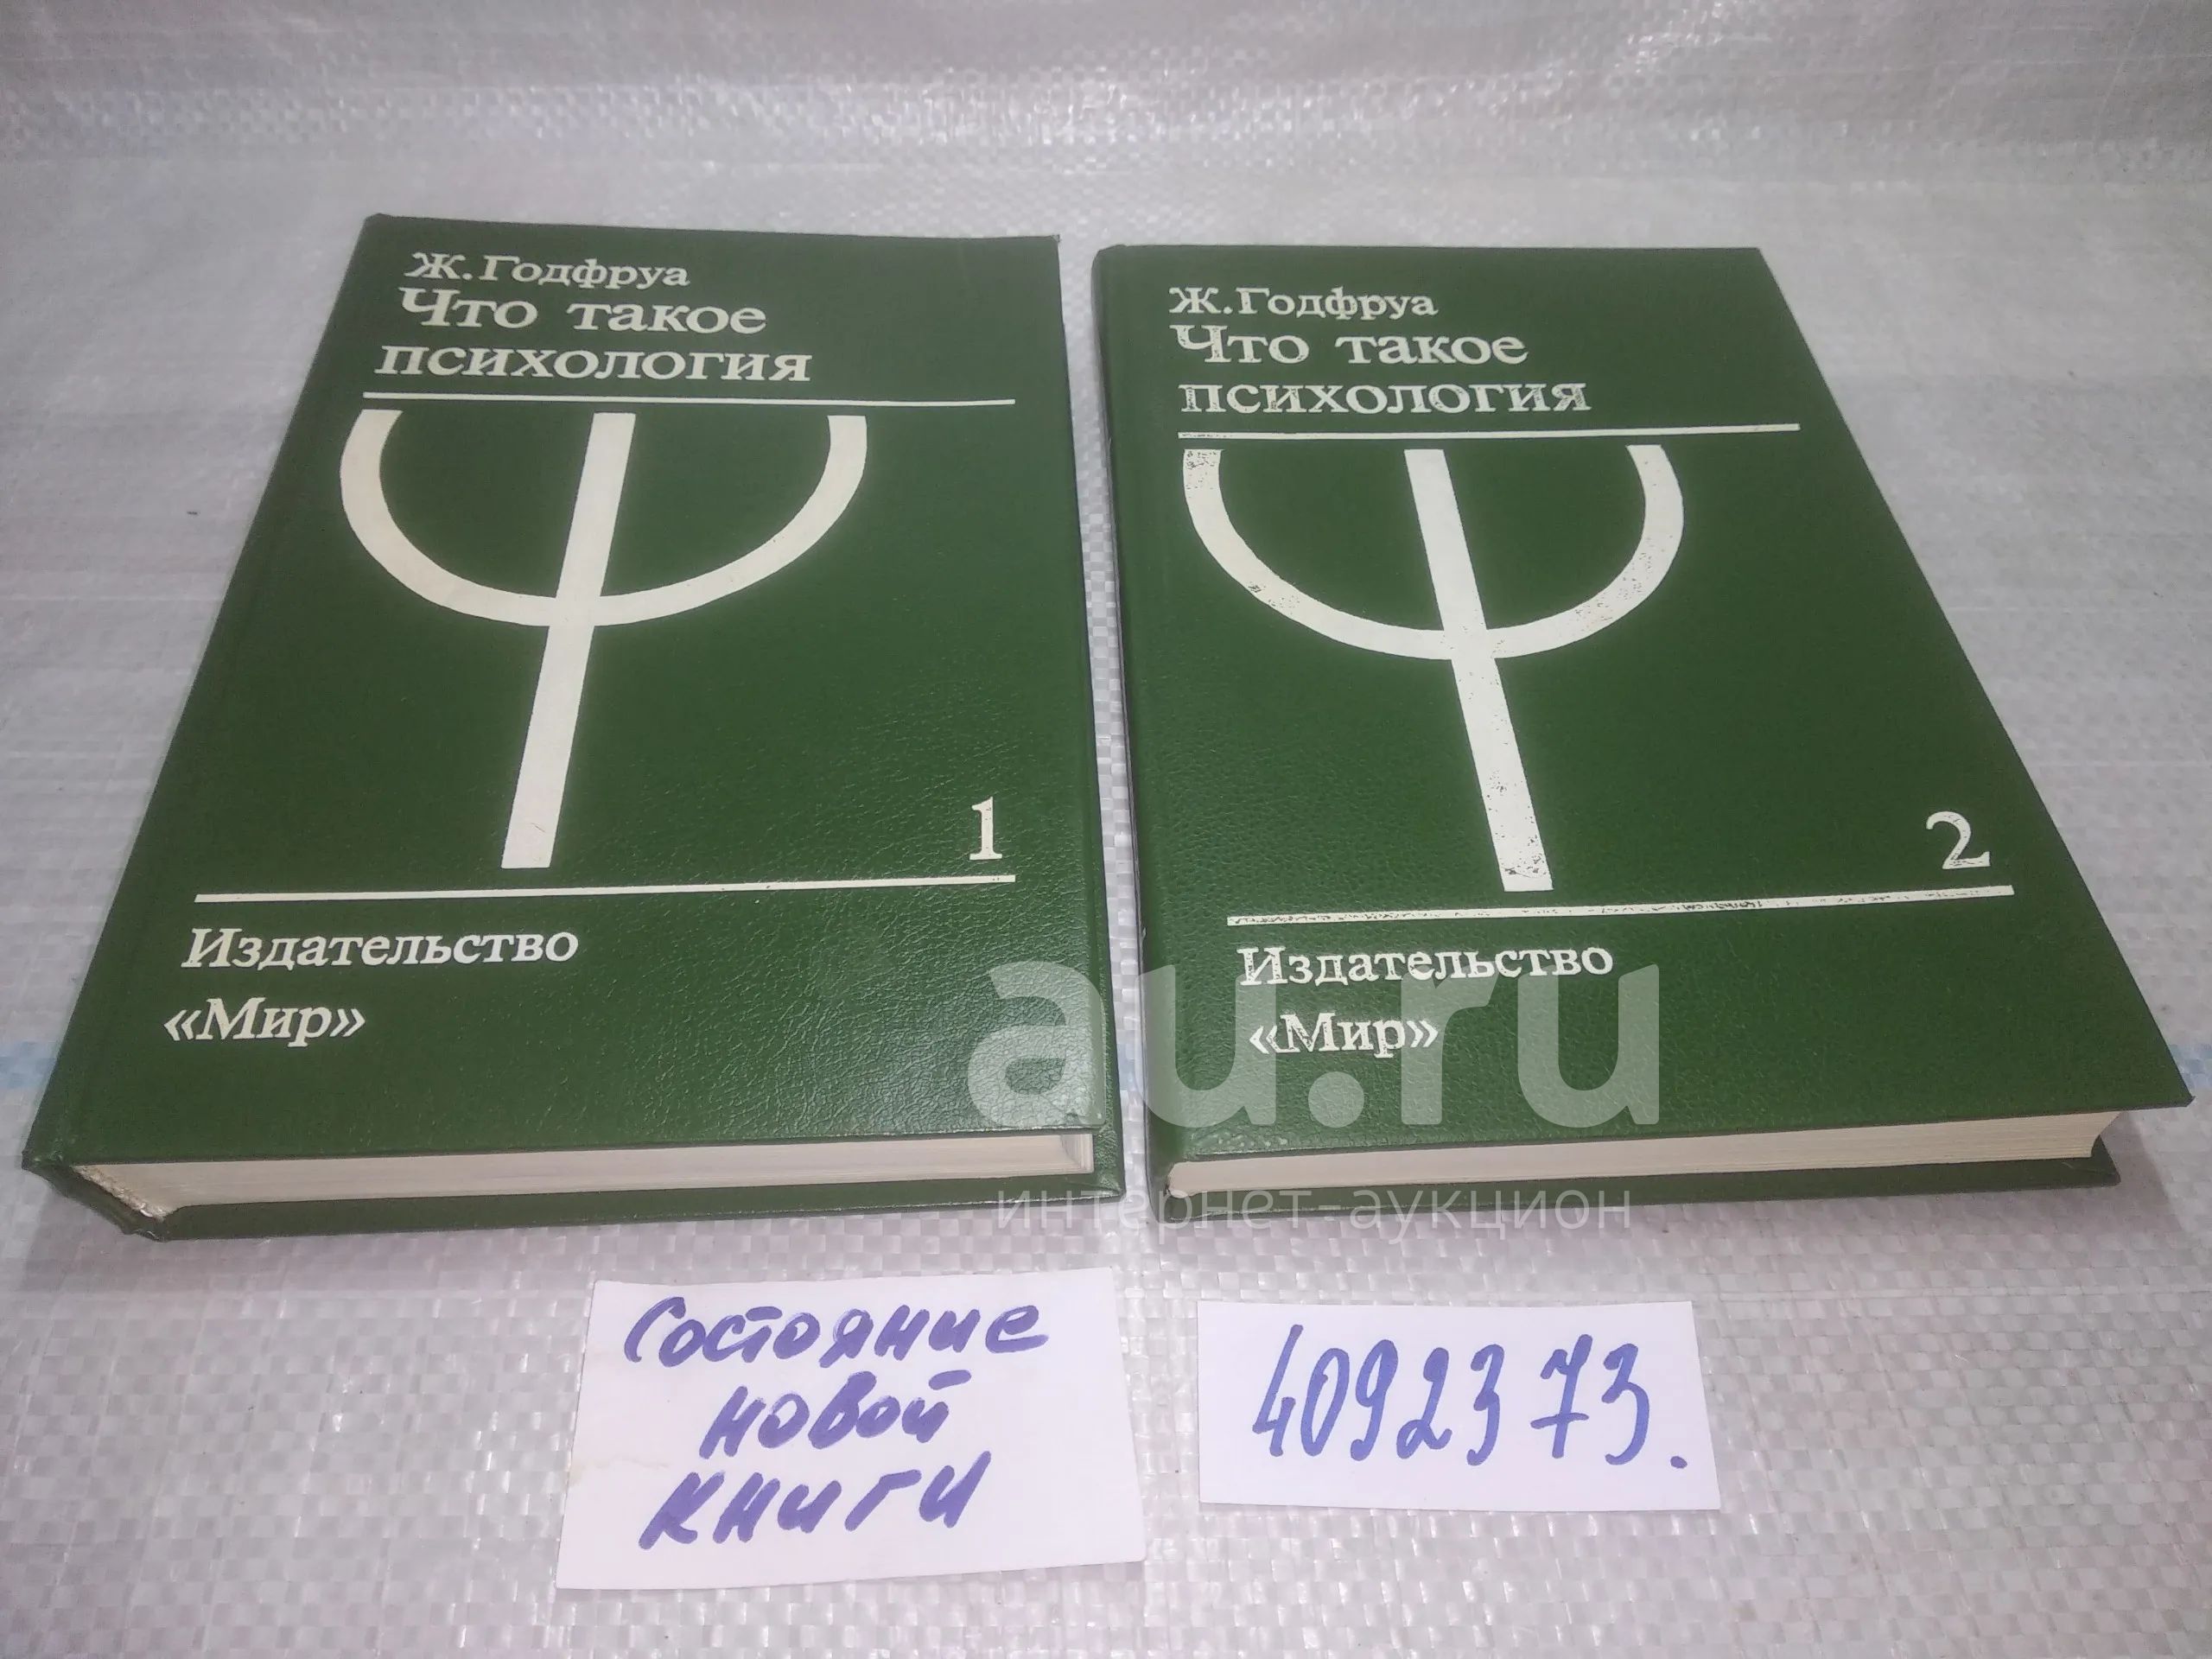 Ж. Годфруа
Что такое
психология
1
Издательство
«Мир»
Ж. Годфруа
Что такое
психология
2
Издательство
«Мир»
au.ru
интернет-аукцион
Состояние
новой
книги
4092373.